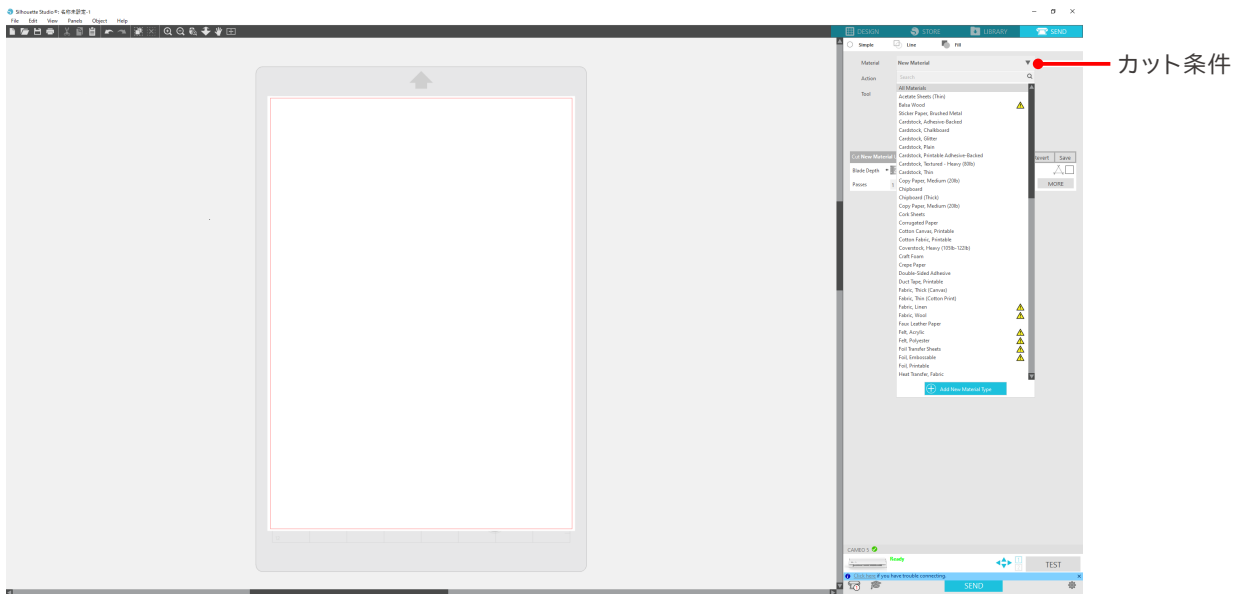 Silhouette Studio®: 名称未設定-1
File Edit View Panels Object Help
DESIGN STORE LIBRARY SEND
Simple Line Fill
Material New Material
カット条件
Action Search
All Materials
Tool
Acetate Sheets (Thin)
Balsa Wood
Sticker Paper, Brushed Metal
Cardstock, Adhesive-Backed
Cardstock, Chalkboard
Cardstock, Glitter
Cardstock, Plain
Cut New Material
Cardstock, Printable Adhesive-Backed
Revert Save
Cardstock, Textured - Heavy (80lb)
Blade Depth
Cardstock, Thin
Copy Paper, Medium (20lb)
Passes
MORE
Chipboard
Chipboard (Thick)
Copy Paper, Medium (20lb)
Cork Sheets
Corrugated Paper
Cotton Canvas, Printable
Cotton Fabric, Printable
Coverstock, Heavy (105lb-122lb)
Craft Foam
Crepe Paper
Double-Sided Adhesive
Duct Tape, Printable
Fabric, Thick (Canvas)
Fabric, Thin (Cotton Print)
Fabric, Linen
Fabric, Wool
Faux Leather Paper
Felt, Acrylic
Felt, Polyester
Foil Transfer Sheets
Foil, Embossable
Foil, Printable
Heat Transfer, Fabric
Add New Material Type
CAMEO 5
Ready
TEST
Click here if you have trouble connecting.
SEND